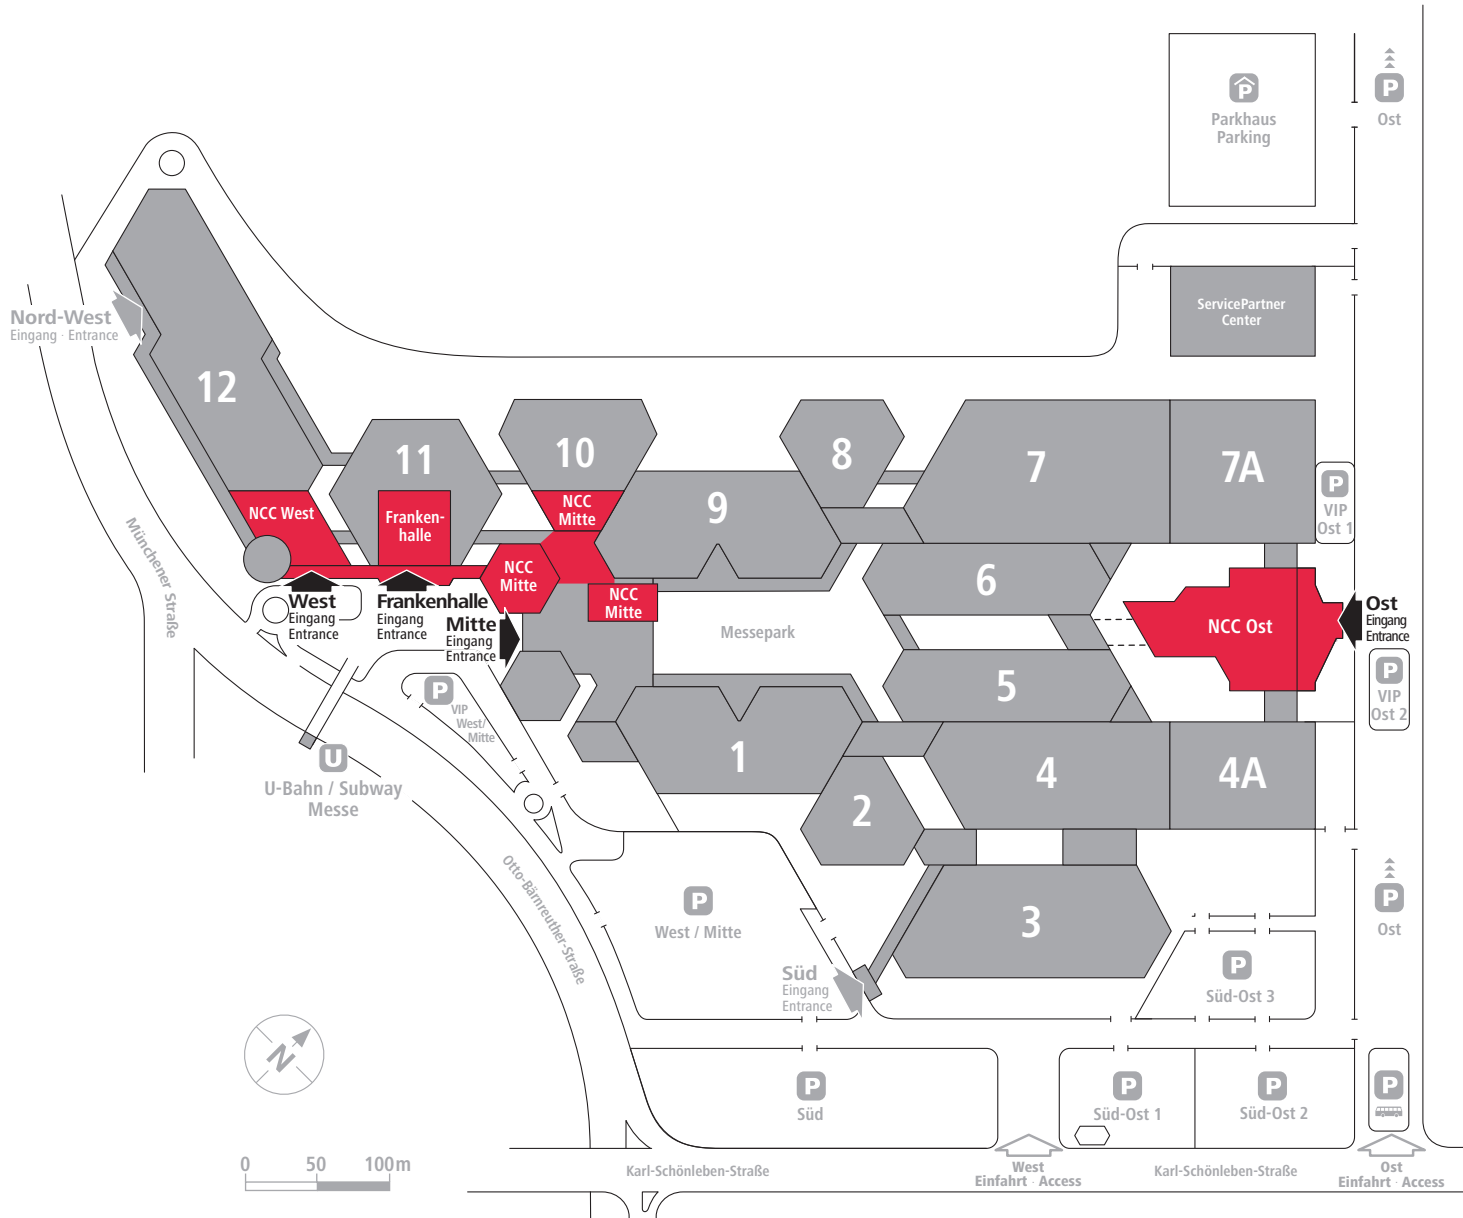 P
Parkhaus
Parking
P
Ost
ServicePartner
Center
Nord-West
Eingang · Entrance
12
11
10
8
7
7A
9
P
VIP
Ost 1
NCC West
Franken-
halle
NCC
Mitte
NCC
Mitte
NCC
Mitte
6
Münchener Straße
West
Eingang
Entrance
Frankenhalle
Eingang
Entrance
Mitte
Eingang
Entrance
Messepark
NCC Ost
Ost
Eingang
Entrance
5
P
VIP
Ost 2
P
VIP
West/
Mitte
U
U-Bahn / Subway
Messe
1
2
4
4A
Otto-Bärnreuther-Straße
P
West / Mitte
3
P
Ost
Süd
Eingang
Entrance
P
Süd-Ost 3
N
P
Süd
P
Süd-Ost 1
P
Süd-Ost 2
P
0 50 100m
Karl-Schönleben-Straße
West
Einfahrt · Access
Karl-Schönleben-Straße
Ost
Einfahrt · Access